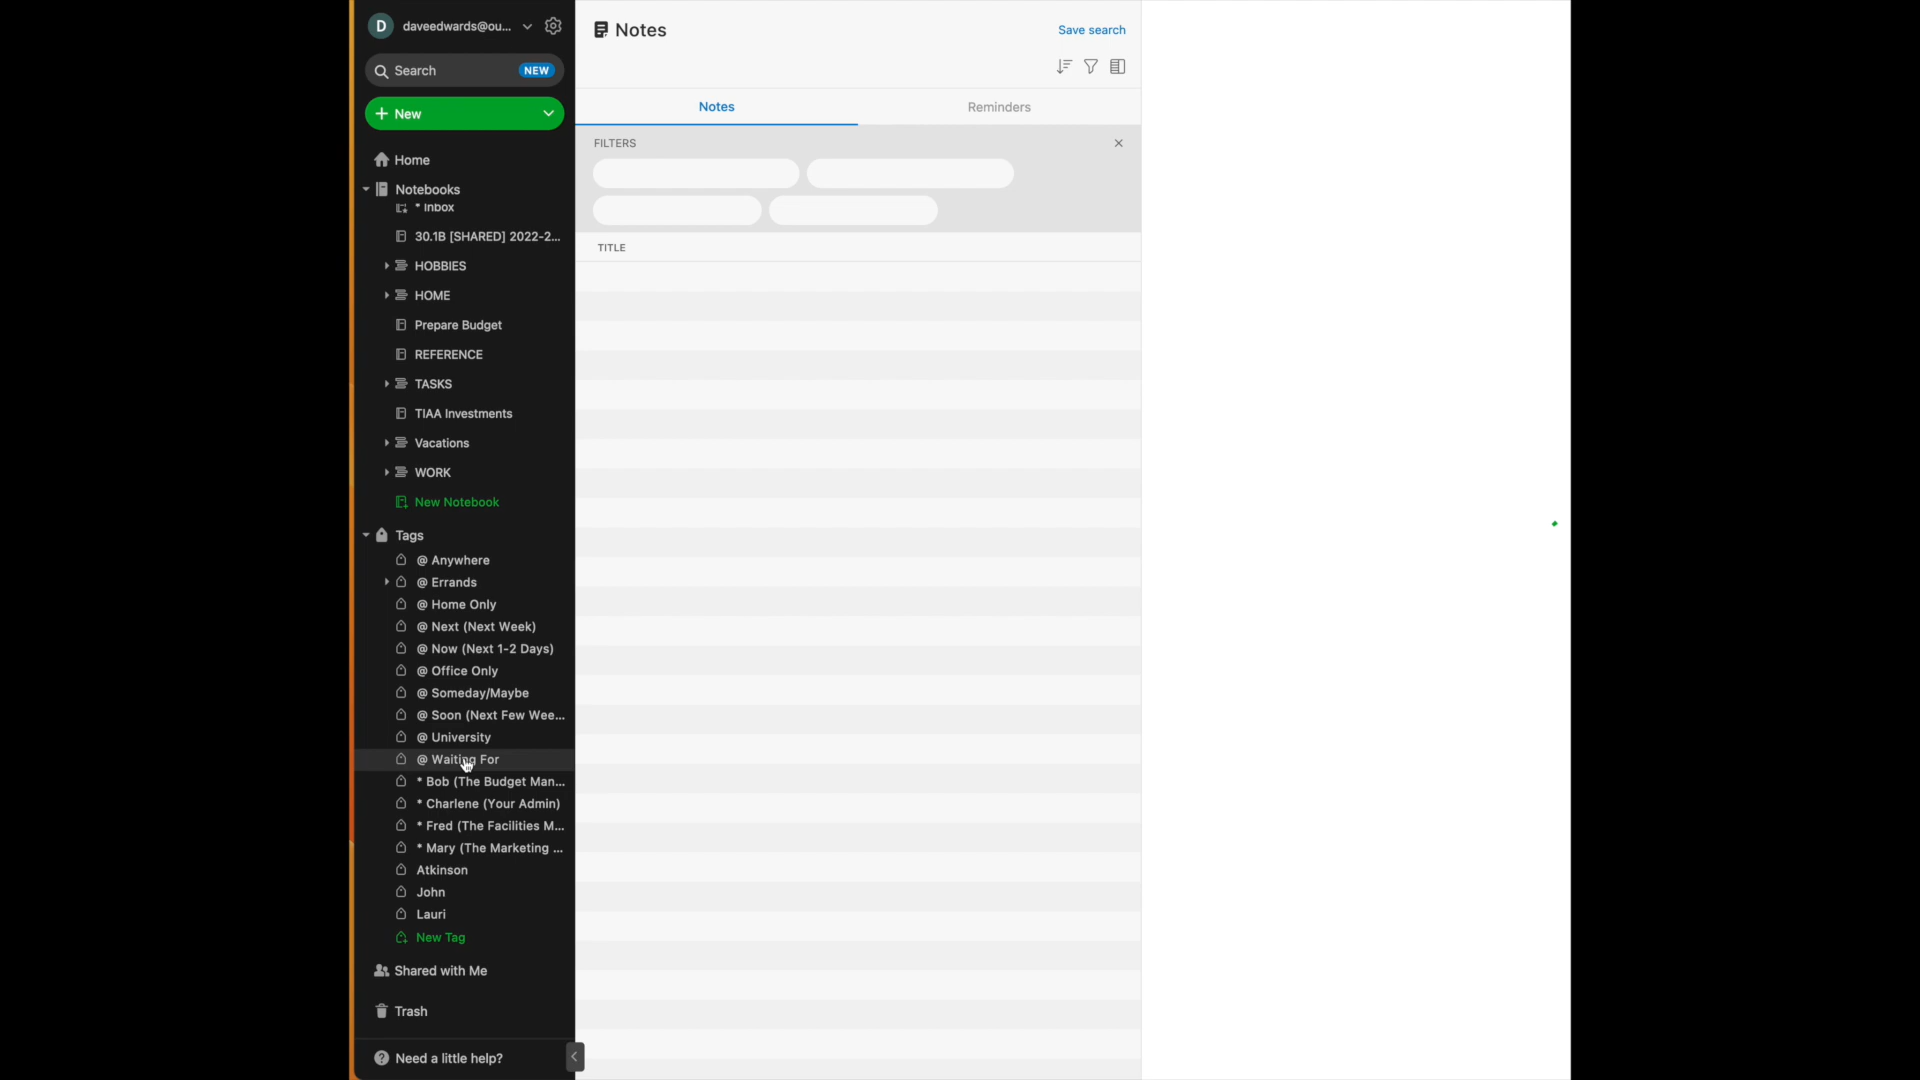 D daveedwards@ou...
Search NEW
New
Home
Notebooks
* Inbox
30.1B [SHARED] 2022-2...
HOBBIES
HOME
Prepare Budget
REFERENCE
TASKS
TIAA Investments
Vacations
WORK
New Notebook
Tags
@ Anywhere
@ Errands
@ Home Only
@ Next (Next Week)
@ Now (Next 1-2 Days)
@ Office Only
@ Someday/Maybe
@ Soon (Next Few Wee...
@ University
@ Waiting For
* Bob (The Budget Man...
* Charlene (Your Admin)
* Fred (The Facilities M...
* Mary (The Marketing ...
Atkinson
John
Lauri
New Tag
Shared with Me
Trash
Need a little help?
Notes
Save search
Notes Reminders
FILTERS
TITLE